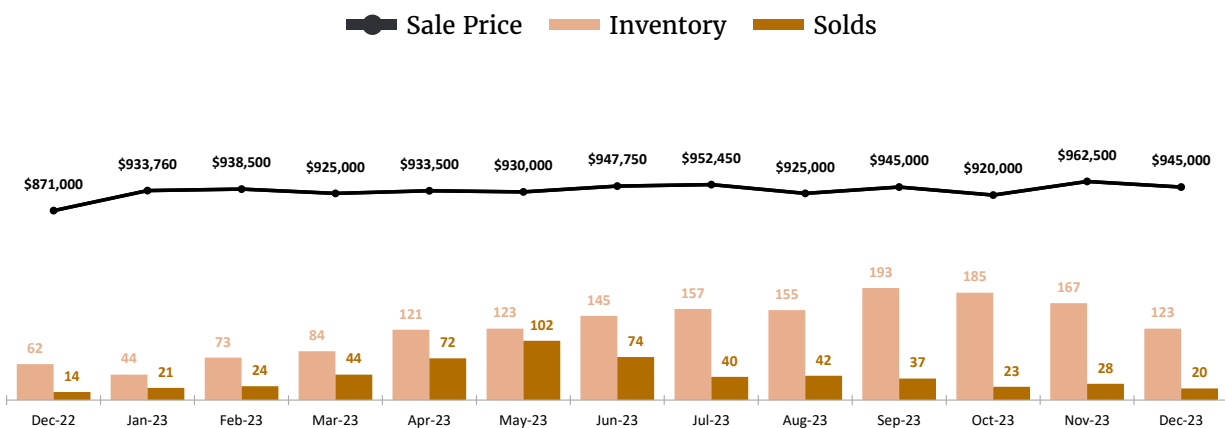 Sale Price Inventory Solds
$871,000 $933,760 $938,500 $925,000 $933,500 $930,000 $947,750 $952,450 $925,000 $945,000 $920,000 $962,500 $945,000
62 44 73 84 121 123 145 157 155 193 185 167 123
14 21 24 44 72 102 74 40 42 37 23 28 20
Dec-22 Jan-23 Feb-23 Mar-23 Apr-23 May-23 Jun-23 Jul-23 Aug-23 Sep-23 Oct-23 Nov-23 Dec-23